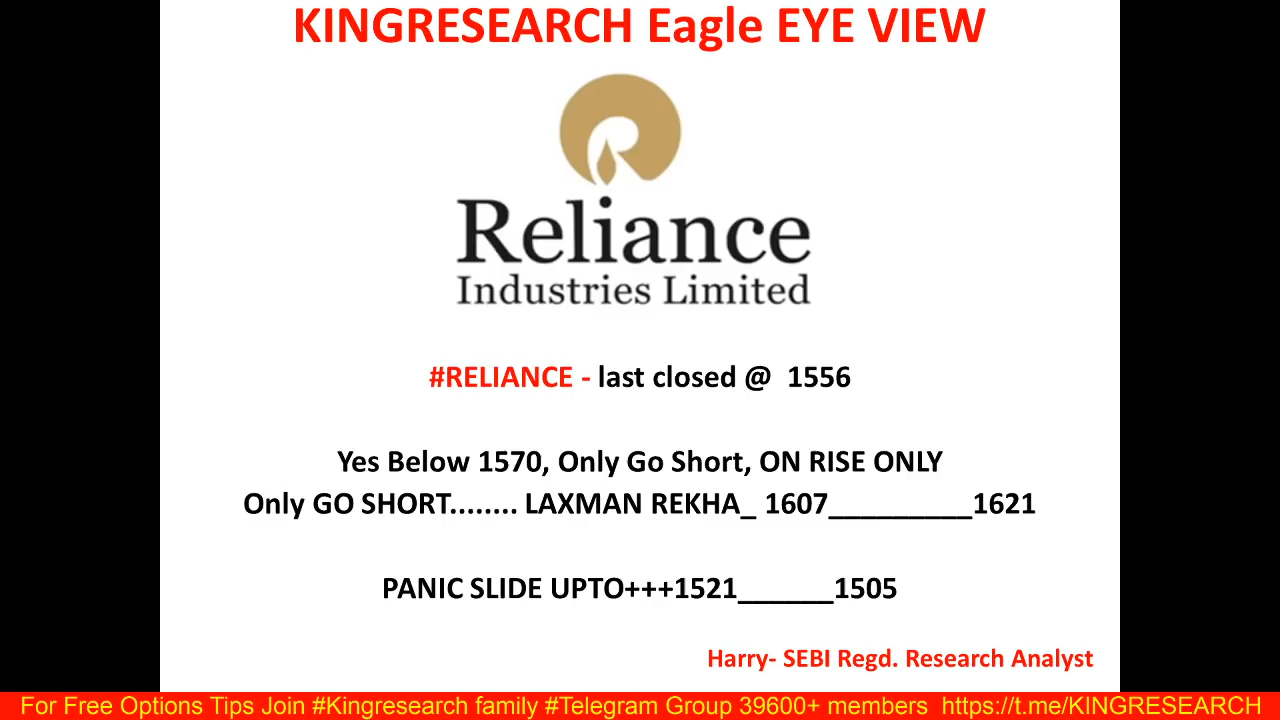 KINGRESEARCH Eagle EYE VIEW
Reliance
Industries Limited
#RELIANCE - last closed @ 1556
Yes Below 1570, Only Go Short, ON RISE ONLY
Only GO SHORT........ LAXMAN REKHA_ 1607_________1621
PANIC SLIDE UPTO+++1521______1505
Harry- SEBI Regd. Research Analyst
For Free Options Tips Join #Kingresearch family #Telegram Group 39600+ members https://t.me/KINGRESEARCH